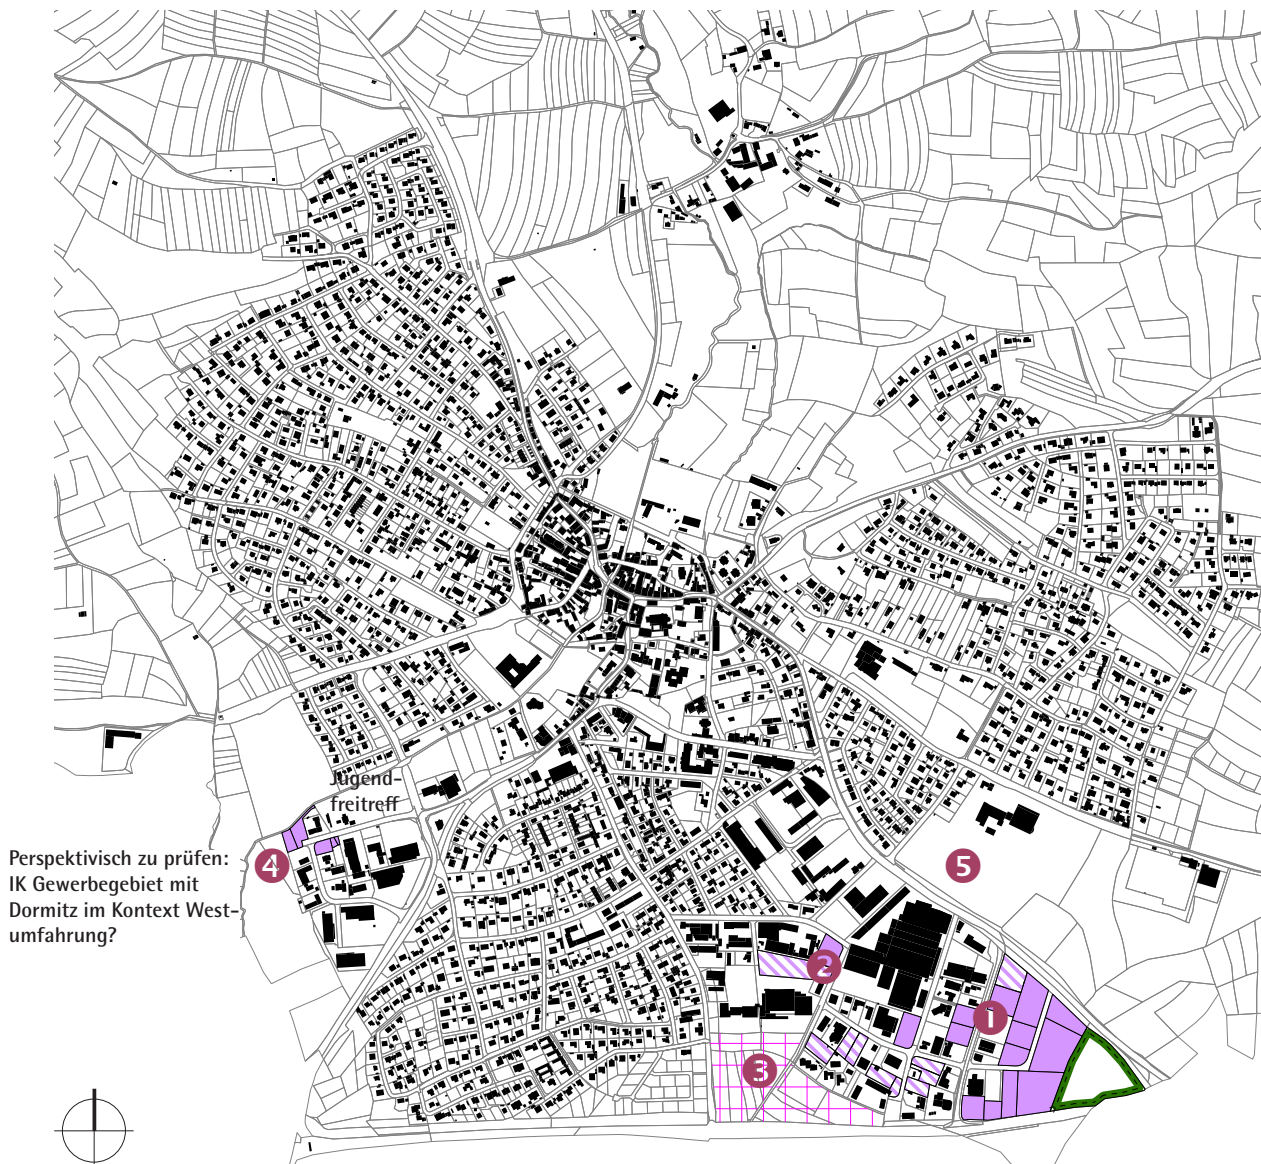 Jugend-
freitreff
4
Perspektivisch zu prüfen:
IK Gewerbegebiet mit
Dormitz im Kontext West-
umfahrung?
5
2
1
3